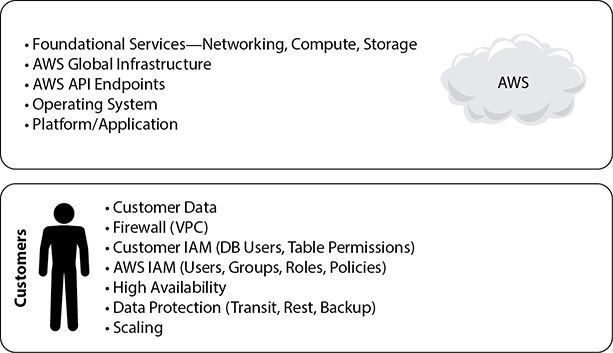 • Foundational Services—Networking, Compute, Storage
• AWS Global Infrastructure
• AWS API Endpoints
• Operating System
• Platform/Application
AWS
Customers
• Customer Data
• Firewall (VPC)
• Customer IAM (DB Users, Table Permissions)
• AWS IAM (Users, Groups, Roles, Policies)
• High Availability
• Data Protection (Transit, Rest, Backup)
• Scaling